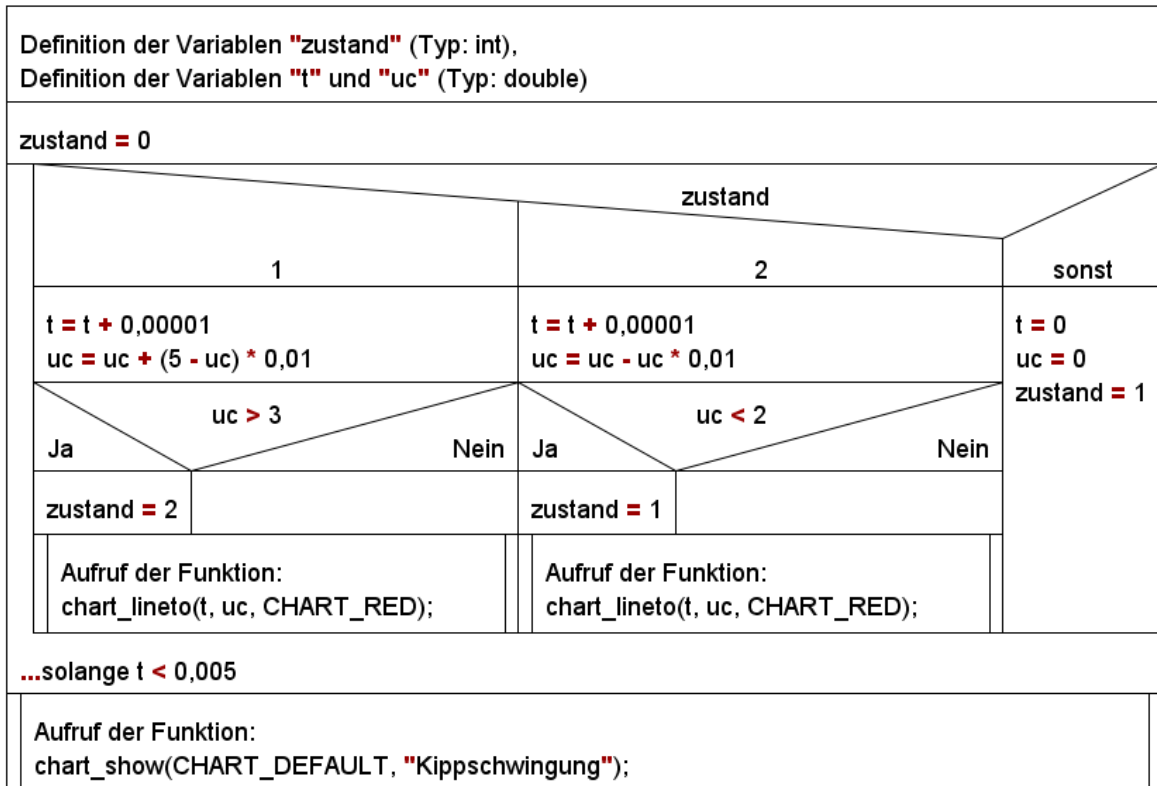 Definition der Variablen "zustand" (Typ: int),
Definition der Variablen "t" und "uc" (Typ: double)
zustand = 0
zustand
1
2
sonst
t = t + 0,00001
uc = uc + (5 - uc) * 0,01
t = t + 0,00001
uc = uc - uc * 0,01
t = 0
uc = 0
zustand = 1
uc > 3
Ja
Nein
uc < 2
Ja
Nein
zustand = 2
zustand = 1
Aufruf der Funktion:
chart_lineto(t, uc, CHART_RED);
Aufruf der Funktion:
chart_lineto(t, uc, CHART_RED);
...solange t < 0,005
Aufruf der Funktion:
chart_show(CHART_DEFAULT, "Kippschwingung");